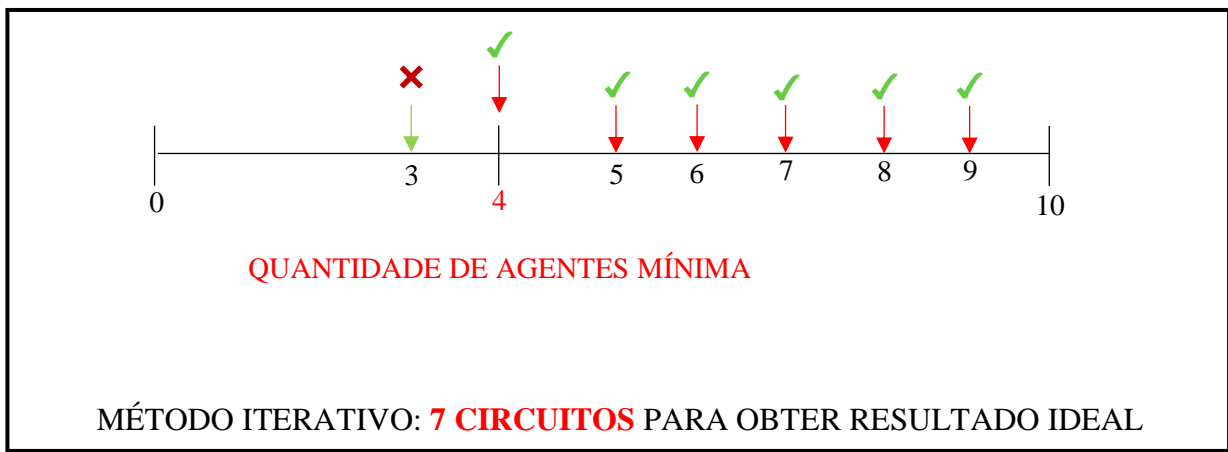 3 5 6 7 8 9
0 4 10
QUANTIDADE DE AGENTES MÍNIMA
MÉTODO ITERATIVO: 7 CIRCUITOS PARA OBTER RESULTADO IDEAL